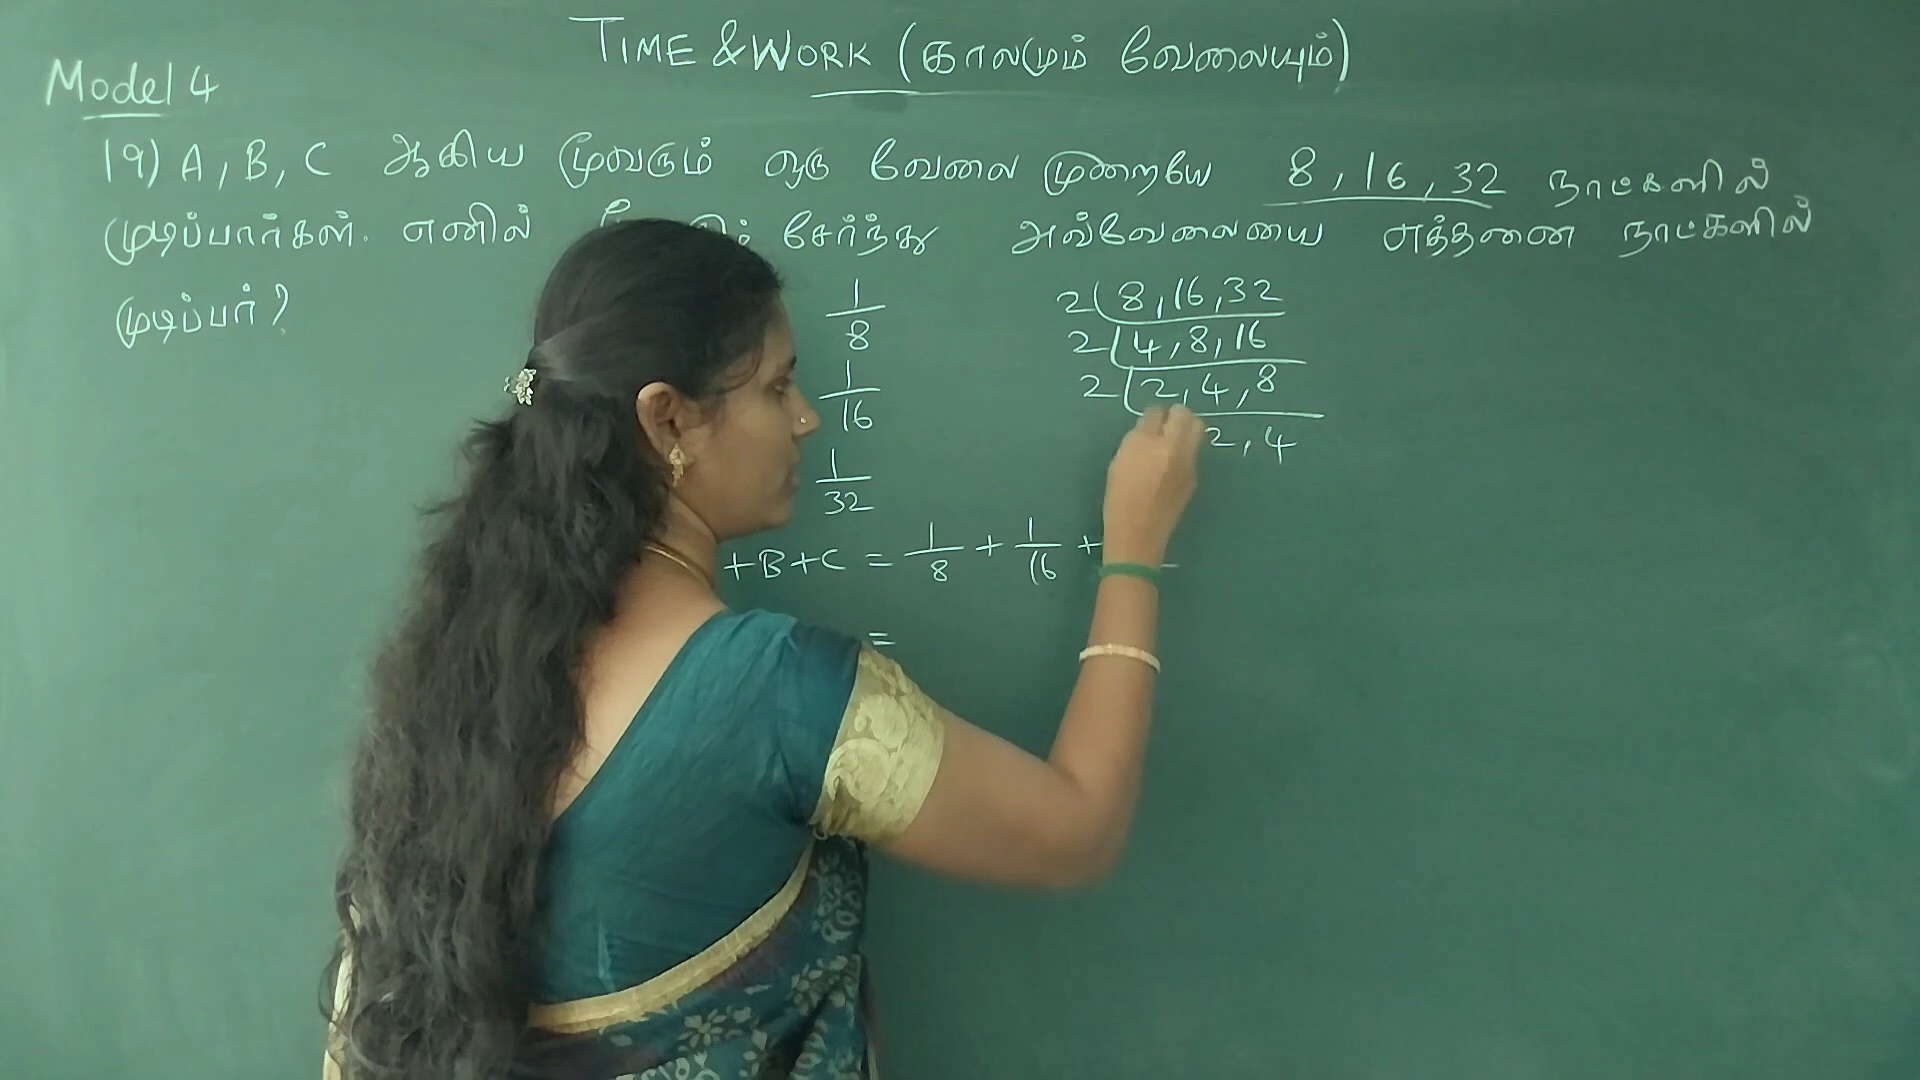 TIME & WORK (காலமும் வேலையும்)
Model 4
19) A, B, C ஆகிய மூவரும் ஒரு வேலை முறையே 8, 16, 32 நாட்களில்
முடிப்பார்கள். எனில் சேர்ந்து அவ்வேலையை எத்தனை நாட்களில்
முடிப்பர்?
1/8
1/16
1/32
+B+C = 1/8 + 1/16 +
=
2 8, 16, 32
2 4, 8, 16
2 2, 4, 8
2, 4